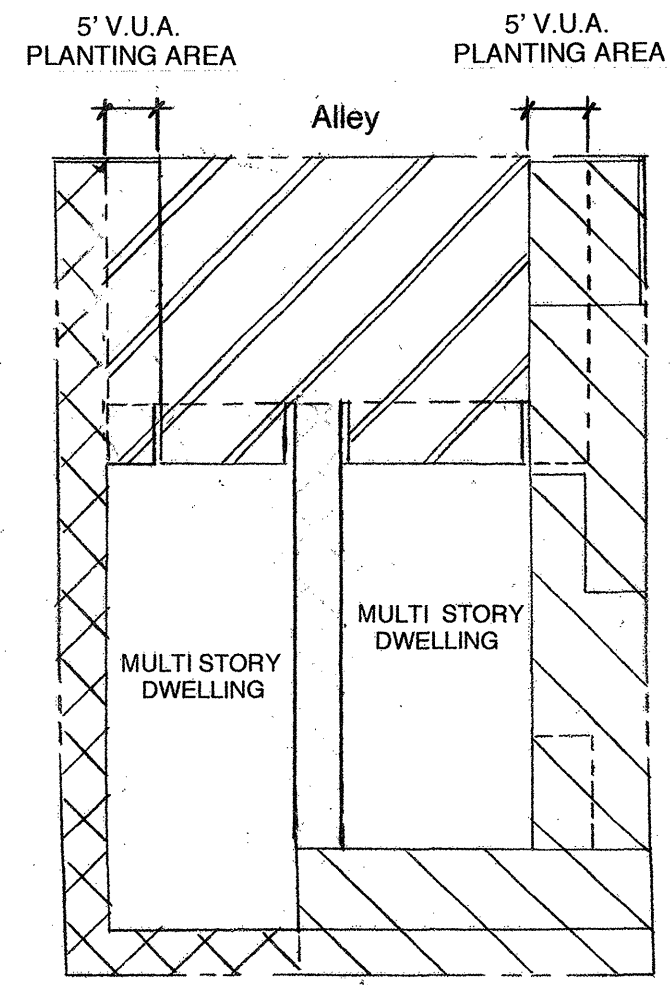 5' V.U.A.
PLANTING AREA
5' V.U.A.
PLANTING AREA
Alley
MULTI STORY
DWELLING
MULTI STORY
DWELLING